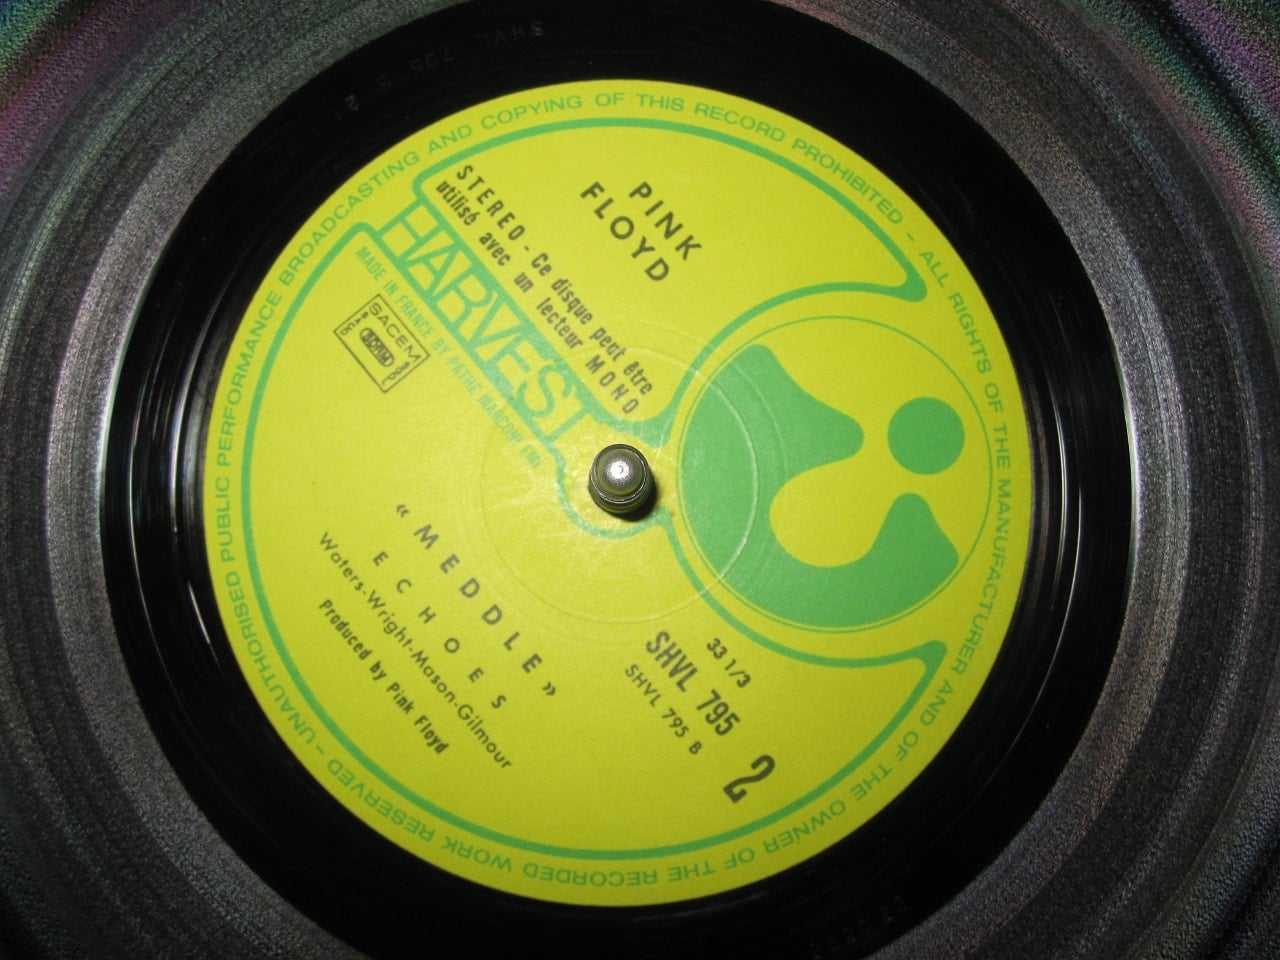 UNAUTHORISED PUBLIC PERFORMANCE BROADCASTING AND COPYING OF THIS RECORD PROHIBITED – ALL RIGHTS OF THE MANUFACTURER AND OF THE OWNER OF THE RECORDED WORK RESERVED –
PINK
FLOYD
STEREO - Ce disque peut être
utilisé avec un lecteur MONO
HARVEST
MADE IN FRANCE BY PATHE MARCONI EMI
SACEM
33 1/3
SHVL 795
SHVL 795 B
2
« MEDDLE »
ECHOES
Waters-Wright-Mason-Gilmour
Produced by Pink Floyd
SHVL 795